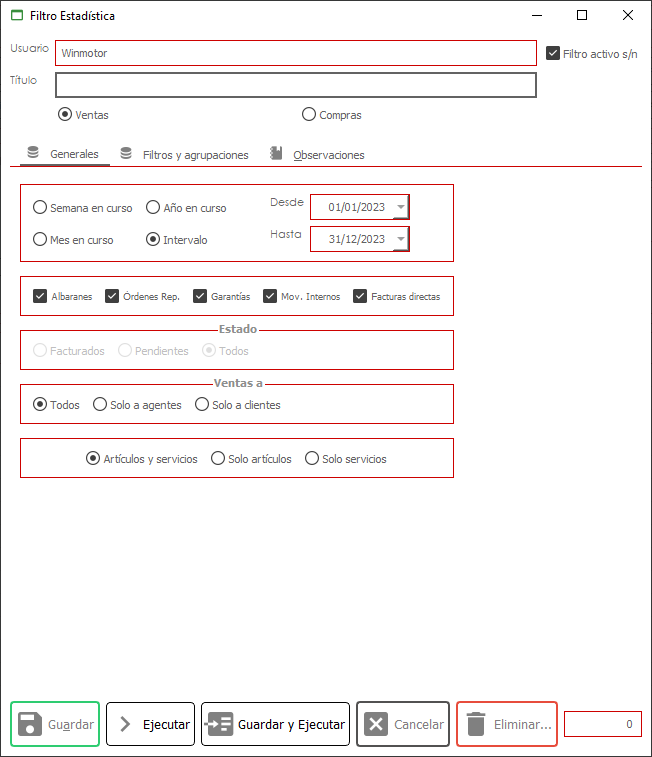 Filtro Estadística
Usuario Winmotor Filtro activo s/n
Título
Ventas Compras
Generales Filtros y agrupaciones Observaciones
Semana en curso Año en curso Desde 01/01/2023
Mes en curso Intervalo Hasta 31/12/2023
Albaranes Órdenes Rep. Garantías Mov. Internos Facturas directas
Estado
Facturados Pendientes Todos
Ventas a
Todos Solo a agentes Solo a clientes
Artículos y servicios Solo artículos Solo servicios
Guardar Ejecutar Guardar y Ejecutar Cancelar Eliminar... 0